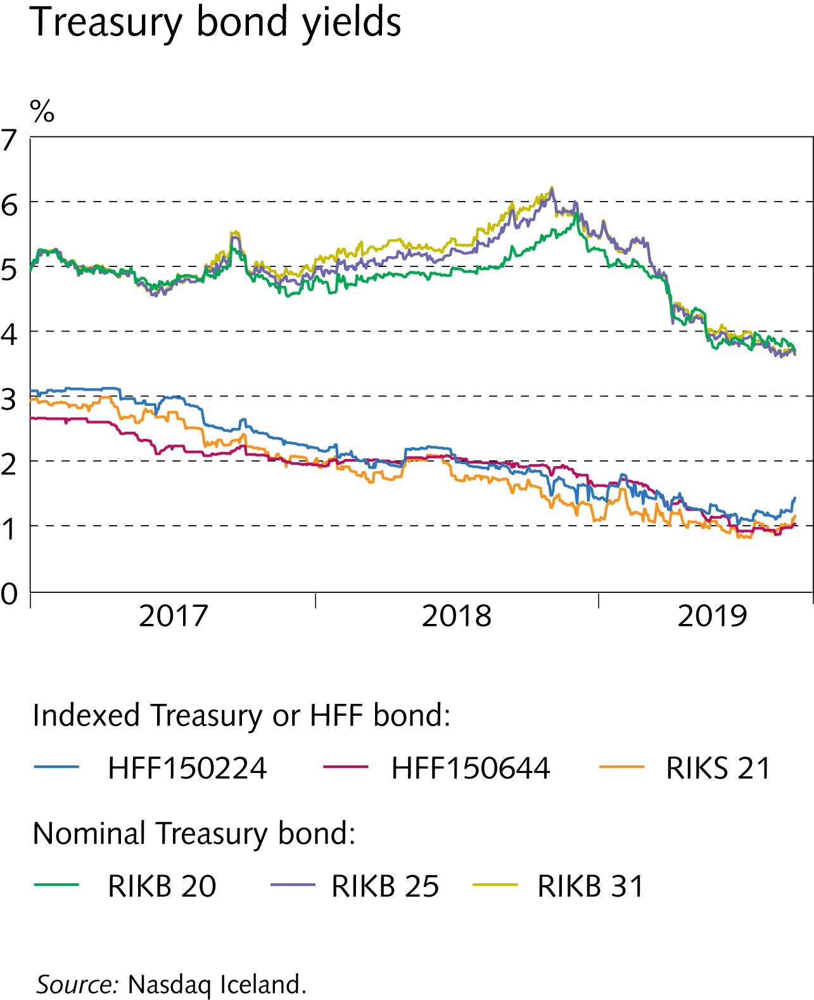 Treasury bond yields
%
7
6
5
4
3
2
1
0
2017 2018 2019
Indexed Treasury or HFF bond:
HFF150224 HFF150644 RIKS 21
Nominal Treasury bond:
RIKB 20 RIKB 25 RIKB 31
Source: Nasdaq Iceland.